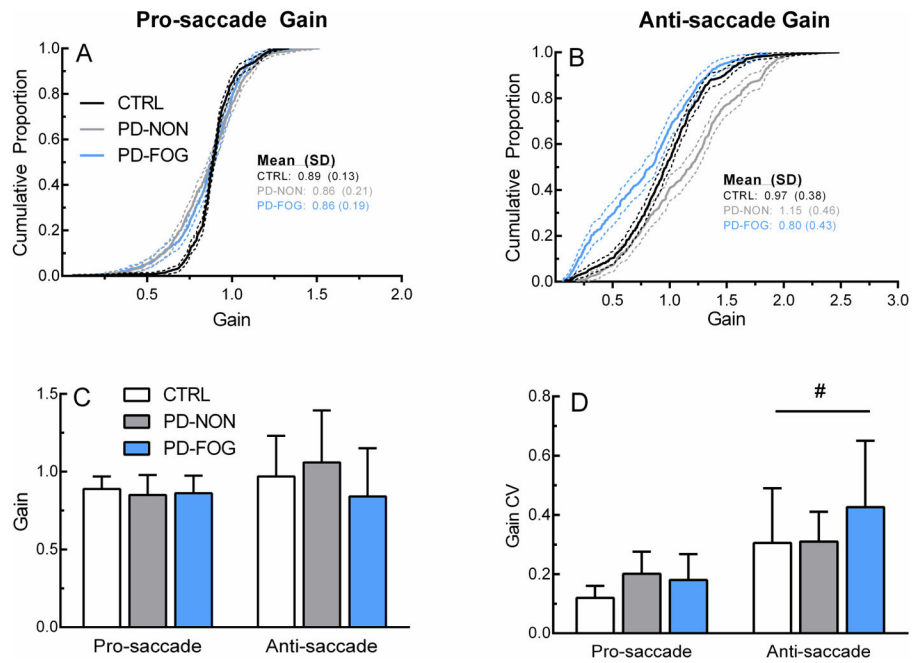 Pro-saccade Gain
A
1.0
0.8
0.6
0.4
0.2
0.0
Cumulative Proportion
CTRL
PD-NON
PD-FOG
Mean (SD)
CTRL: 0.89 (0.13)
PD-NON: 0.86 (0.21)
PD-FOG: 0.86 (0.19)
0.5 1.0 1.5 2.0
Gain
Anti-saccade Gain
B
1.0
0.8
0.6
0.4
0.2
0.0
Cumulative Proportion
Mean (SD)
CTRL: 0.97 (0.38)
PD-NON: 1.15 (0.46)
PD-FOG: 0.80 (0.43)
0.5 1.0 1.5 2.0 2.5 3.0
Gain
C
1.5
1.0
0.5
0.0
Gain
CTRL
PD-NON
PD-FOG
Pro-saccade Anti-saccade
D
0.8
0.6
0.4
0.2
0.0
Gain CV
#
Pro-saccade Anti-saccade